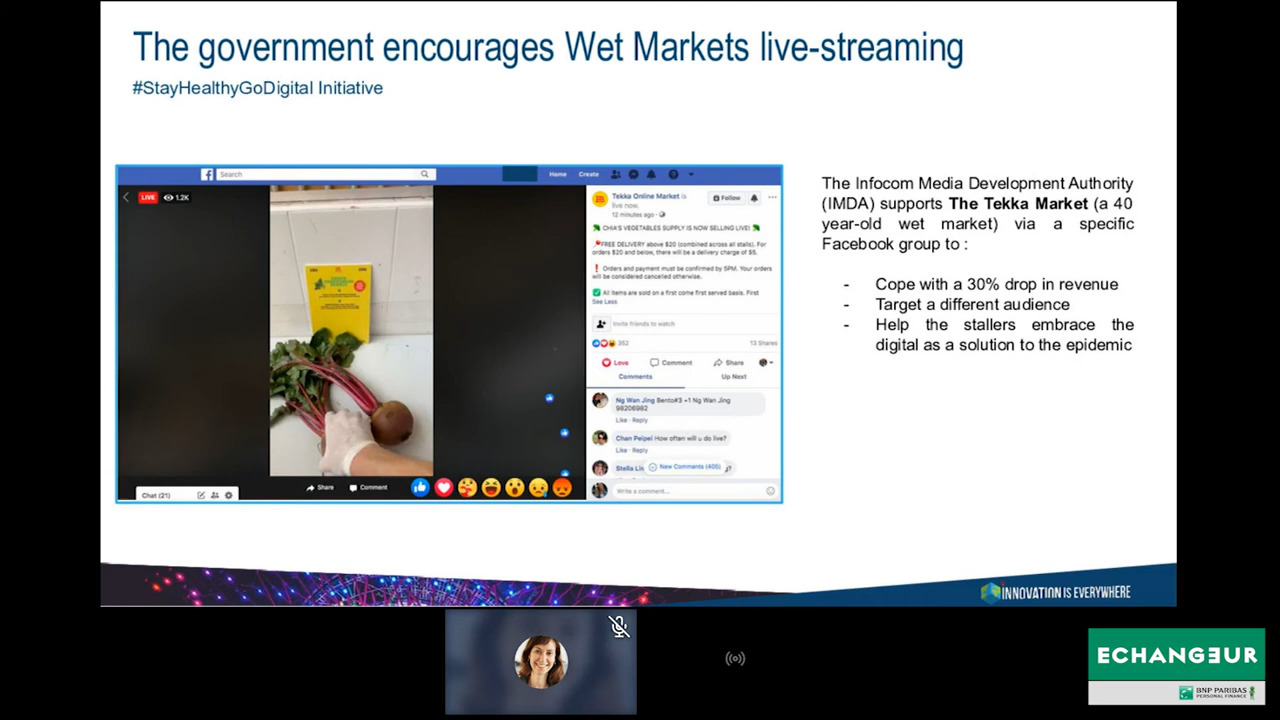 The government encourages Wet Markets live-streaming
#StayHealthyGoDigital Initiative
Search
Home Create
LIVE 1.2K
Tekka Online Market is
live now.
12 minutes ago ·
Follow
CHIA'S VEGETABLES SUPPLY IS NOW SELLING LIVE!
FREE DELIVERY above $20 (combined across all stalls). For
orders $20 and below, there will be a delivery charge of $5.
Orders and payment must be confirmed by 5PM. Your orders
will be considered cancelled otherwise.
All items are sold on a first come first served basis. First
See Less
Invite friends to watch
352
13 Shares
Love Comment Share
Comments Up Next
Ng Wan Jing Bento#3 +1 Ng Wan Jing
98206982
Like · Reply
Chan Peipei How often will u do live?
Like · Reply
Stella Lin
New Comments (405)
Write a comment...
Chat (21)
Share Comment
The Infocom Media Development Authority
(IMDA) supports The Tekka Market (a 40
year-old wet market) via a specific
Facebook group to :
- Cope with a 30% drop in revenue
- Target a different audience
- Help the stallers embrace the
digital as a solution to the epidemic
INNOVATION IS EVERYWHERE
ECHANGEUR
BNP PARIBAS
PERSONAL FINANCE